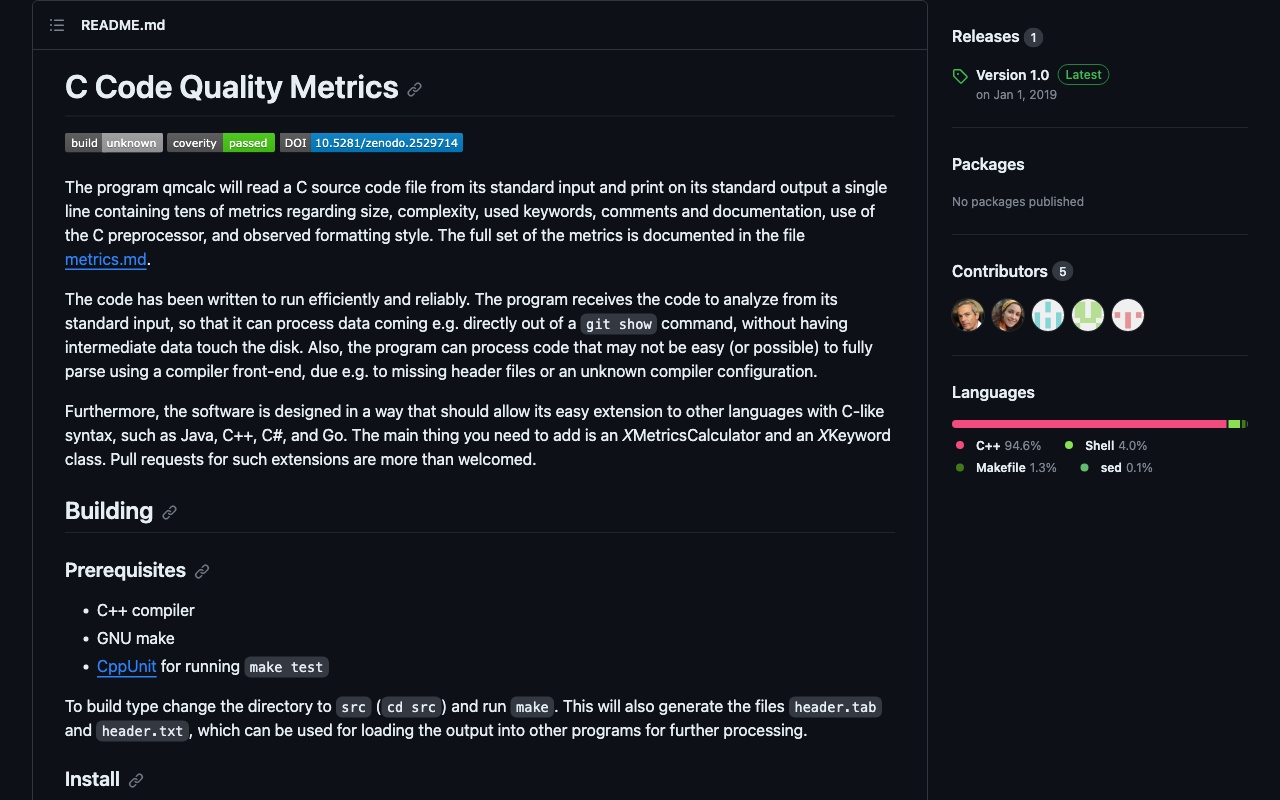 README.md
C Code Quality Metrics
build unknown coverity passed DOI 10.5281/zenodo.2529714
The program qmcalc will read a C source code file from its standard input and print on its standard output a single
line containing tens of metrics regarding size, complexity, used keywords, comments and documentation, use of
the C preprocessor, and observed formatting style. The full set of the metrics is documented in the file
metrics.md.
The code has been written to run efficiently and reliably. The program receives the code to analyze from its
standard input, so that it can process data coming e.g. directly out of a git show command, without having
intermediate data touch the disk. Also, the program can process code that may not be easy (or possible) to fully
parse using a compiler front-end, due e.g. to missing header files or an unknown compiler configuration.
Furthermore, the software is designed in a way that should allow its easy extension to other languages with C-like
syntax, such as Java, C++, C#, and Go. The main thing you need to add is an XMetricsCalculator and an XKeyword
class. Pull requests for such extensions are more than welcomed.
Building
Prerequisites
• C++ compiler
• GNU make
• CppUnit for running make test
To build type change the directory to src (cd src) and run make. This will also generate the files header.tab
and header.txt, which can be used for loading the output into other programs for further processing.
Install
Releases 1
Version 1.0 Latest
on Jan 1, 2019
Packages
No packages published
Contributors 5
Languages
C++ 94.6% Shell 4.0%
Makefile 1.3% sed 0.1%